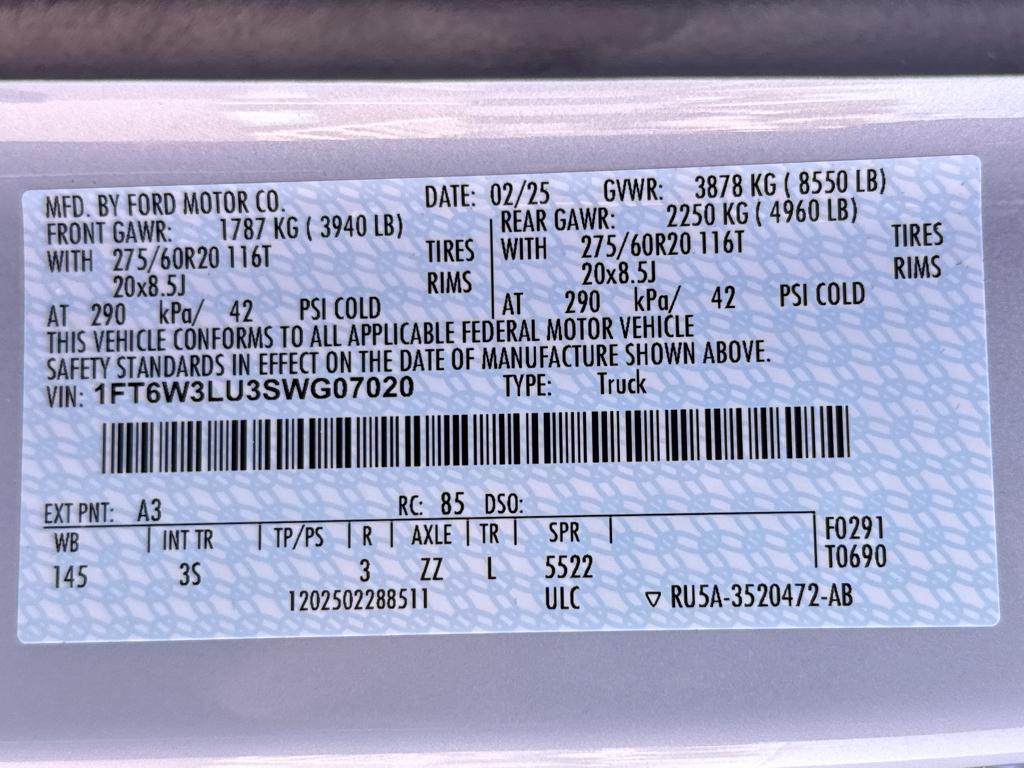 MFD. BY FORD MOTOR CO. DATE: 02/25 GVWR: 3878 KG ( 8550 LB)
FRONT GAWR: 1787 KG ( 3940 LB) REAR GAWR: 2250 KG ( 4960 LB)
WITH 275/60R20 116T TIRES WITH 275/60R20 116T TIRES
20x8.5J RIMS 20x8.5J RIMS
AT 290 kPa/ 42 PSI COLD AT 290 kPa/ 42 PSI COLD
THIS VEHICLE CONFORMS TO ALL APPLICABLE FEDERAL MOTOR VEHICLE
SAFETY STANDARDS IN EFFECT ON THE DATE OF MANUFACTURE SHOWN ABOVE.
VIN: 1FT6W3LU3SWG07020 TYPE: Truck
EXT PNT: A3 RC: 85 DSO:
WB INT TR TP/PS R AXLE TR SPR F0291
145 3S 3 ZZ L 5522 T0690
1202502288511 ULC ▽ RU5A-3520472-AB